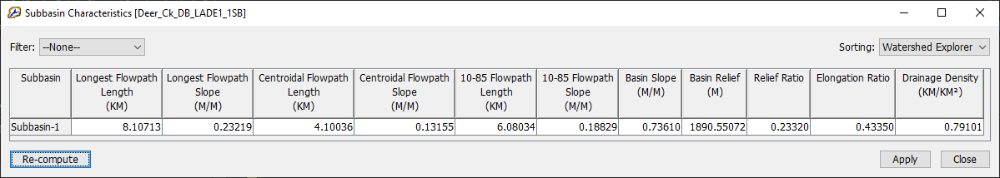 Subbasin Characteristics [Deer_Ck_DB_LADE1_1SB]
Filter: --None-- Sorting: Watershed Explorer
Subbasin Longest Flowpath Longest Flowpath Centroidal Flowpath Centroidal Flowpath 10-85 Flowpath 10-85 Flowpath Basin Slope Basin Relief Relief Ratio Elongation Ratio Drainage Density
Length Slope Length Slope Length Slope (M/M) (M) (KM/KM²)
(KM) (M/M) (KM) (M/M) (KM) (M/M)
Subbasin-1 8.10713 0.23219 4.10036 0.13155 6.08034 0.18829 0.73610 1890.55072 0.23320 0.43350 0.79101
Re-compute Apply Close